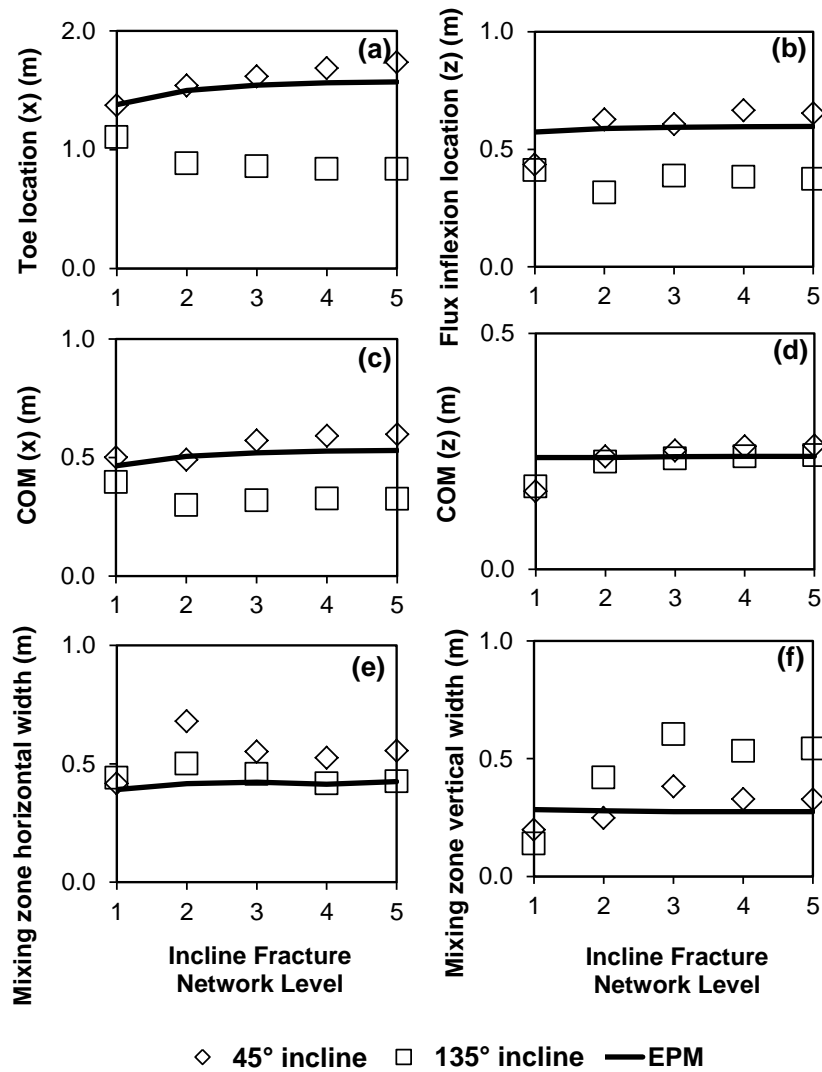 Toe location (x) (m)
2.0
1.0
0.0
(a)
1 2 3 4 5
Flux inflexion location (z) (m)
1.0
0.5
0.0
(b)
1 2 3 4 5
COM (x) (m)
1.0
0.5
0.0
(c)
1 2 3 4 5
COM (z) (m)
0.5
0.0
(d)
1 2 3 4 5
Mixing zone horizontal width (m)
1.0
0.5
0.0
(e)
1 2 3 4 5
Incline Fracture
Network Level
Mixing zone vertical width (m)
1.0
0.5
0.0
(f)
1 2 3 4 5
Incline Fracture
Network Level
45° incline 135° incline EPM